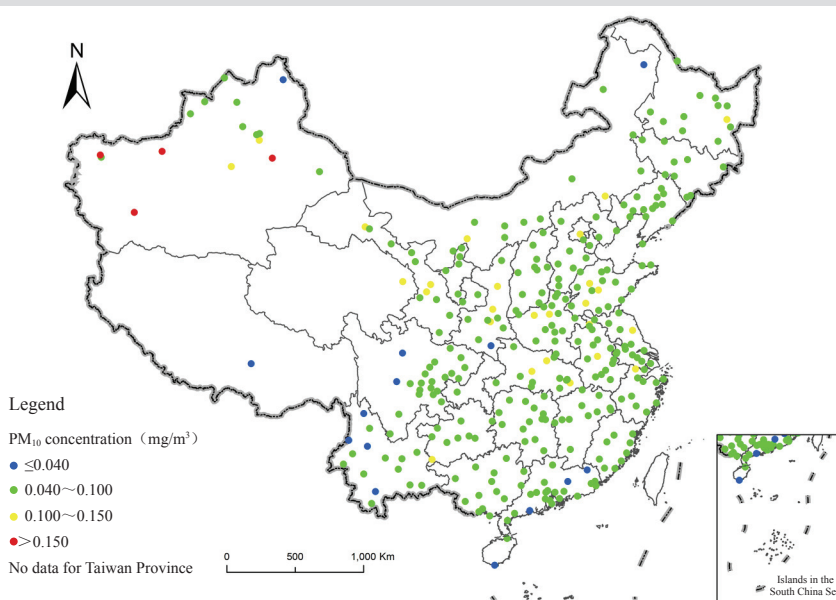 N
Legend
PM₁₀ concentration（mg/m³）
≤0.040
0.040～0.100
0.100～0.150
＞0.150
No data for Taiwan Province
0 500 1,000 Km
Islands in the
South China Se